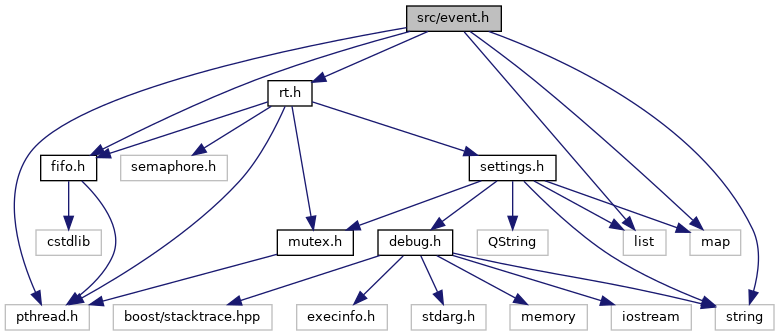 src/event.h
rt.h
fifo.h
semaphore.h
settings.h
cstdlib
mutex.h
debug.h
QString
list
map
pthread.h
boost/stacktrace.hpp
execinfo.h
stdarg.h
memory
iostream
string